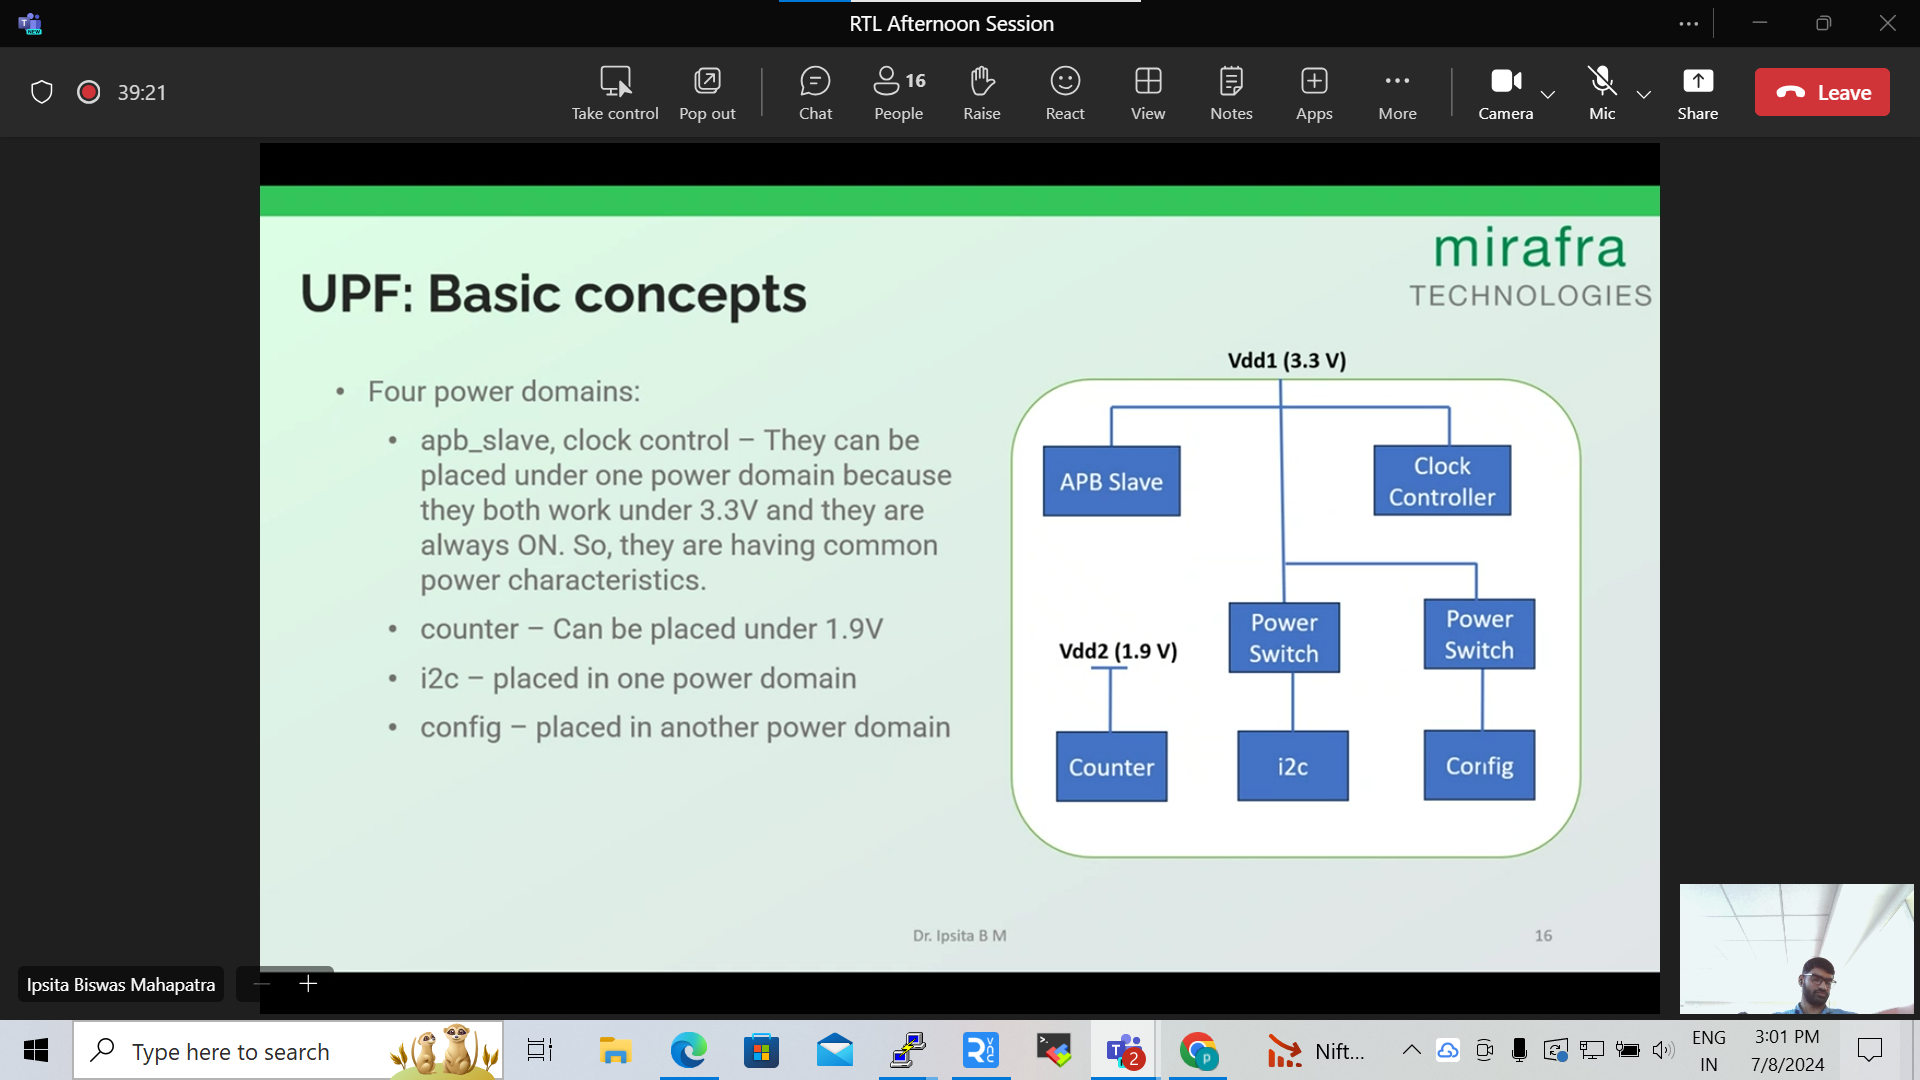 RTL Afternoon Session
39:21
Take control
Pop out
Chat
16
People
Raise
React
View
Notes
Apps
More
Camera
Mic
Share
Leave
mirafra
TECHNOLOGIES
UPF: Basic concepts
• Four power domains:
• apb_slave, clock control – They can be
placed under one power domain because
they both work under 3.3V and they are
always ON. So, they are having common
power characteristics.
• counter – Can be placed under 1.9V
• i2c – placed in one power domain
• config – placed in another power domain
Vdd1 (3.3 V)
APB Slave
Clock
Controller
Power
Switch
Power
Switch
Vdd2 (1.9 V)
Counter
i2c
Config
Dr. Ipsita B M
16
Ipsita Biswas Mahapatra
Type here to search
2
p
Nift...
ENG
IN
3:01 PM
7/8/2024